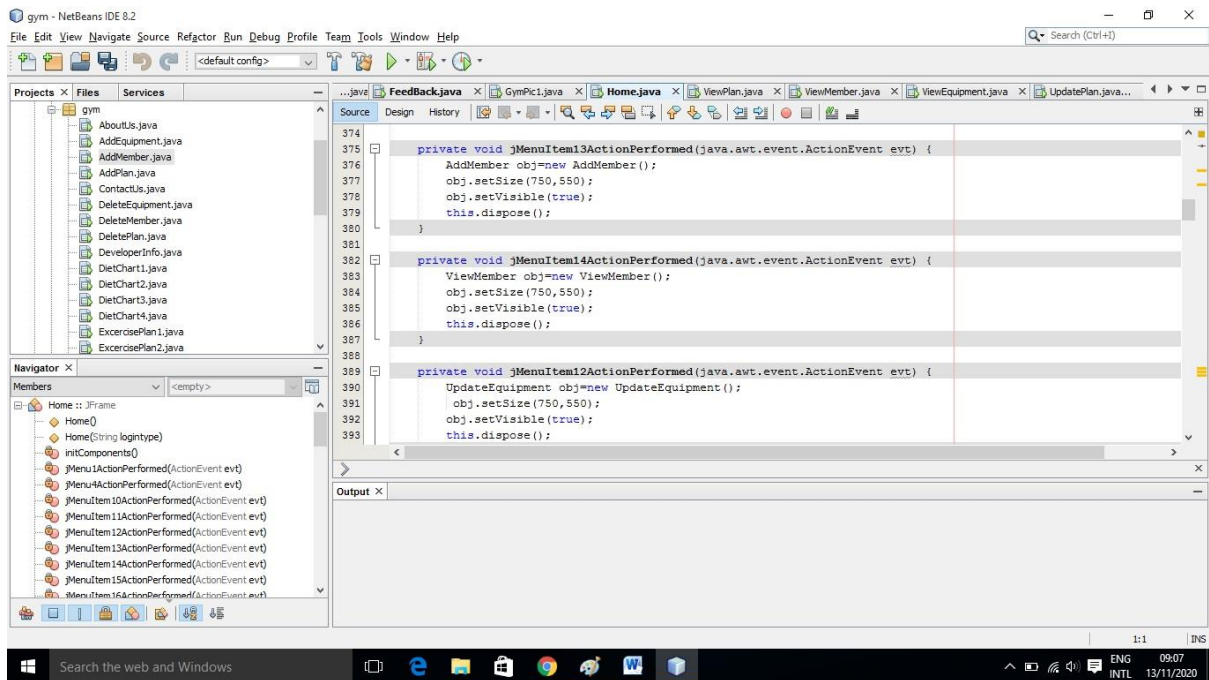 gym - NetBeans IDE 8.2
File Edit View Navigate Source Refactor Run Debug Profile Team Tools Window Help
Search (Ctrl+I)
<default config>
Projects Files Services
gym
AboutUs.java
AddEquipment.java
AddMember.java
AddPlan.java
ContactUs.java
DeleteEquipment.java
DeleteMember.java
DeletePlan.java
DeveloperInfo.java
DietChart1.java
DietChart2.java
DietChart3.java
DietChart4.java
ExcercisePlan1.java
ExcercisePlan2.java
Navigator
Members <empty>
Home :: JFrame
Home()
Home(String logintype)
initComponents()
jMenu1ActionPerformed(ActionEvent evt)
jMenu4ActionPerformed(ActionEvent evt)
jMenuItem10ActionPerformed(ActionEvent evt)
jMenuItem11ActionPerformed(ActionEvent evt)
jMenuItem12ActionPerformed(ActionEvent evt)
jMenuItem13ActionPerformed(ActionEvent evt)
jMenuItem14ActionPerformed(ActionEvent evt)
jMenuItem15ActionPerformed(ActionEvent evt)
jMenuItem16ActionPerformed(ActionEvent evt)
...java FeedBack.java GymPic1.java Home.java ViewPlan.java ViewMember.java ViewEquipment.java UpdatePlan.java...
Source Design History
374
375 private void jMenuItem13ActionPerformed(java.awt.event.ActionEvent evt) {
376 AddMember obj=new AddMember();
377 obj.setSize(750,550);
378 obj.setVisible(true);
379 this.dispose();
380 }
381
382 private void jMenuItem14ActionPerformed(java.awt.event.ActionEvent evt) {
383 ViewMember obj=new ViewMember();
384 obj.setSize(750,550);
385 obj.setVisible(true);
386 this.dispose();
387 }
388
389 private void jMenuItem12ActionPerformed(java.awt.event.ActionEvent evt) {
390 UpdateEquipment obj=new UpdateEquipment();
391 obj.setSize(750,550);
392 obj.setVisible(true);
393 this.dispose();
Output
1:1 INS
Search the web and Windows
ENG 09:07
INTL 13/11/2020